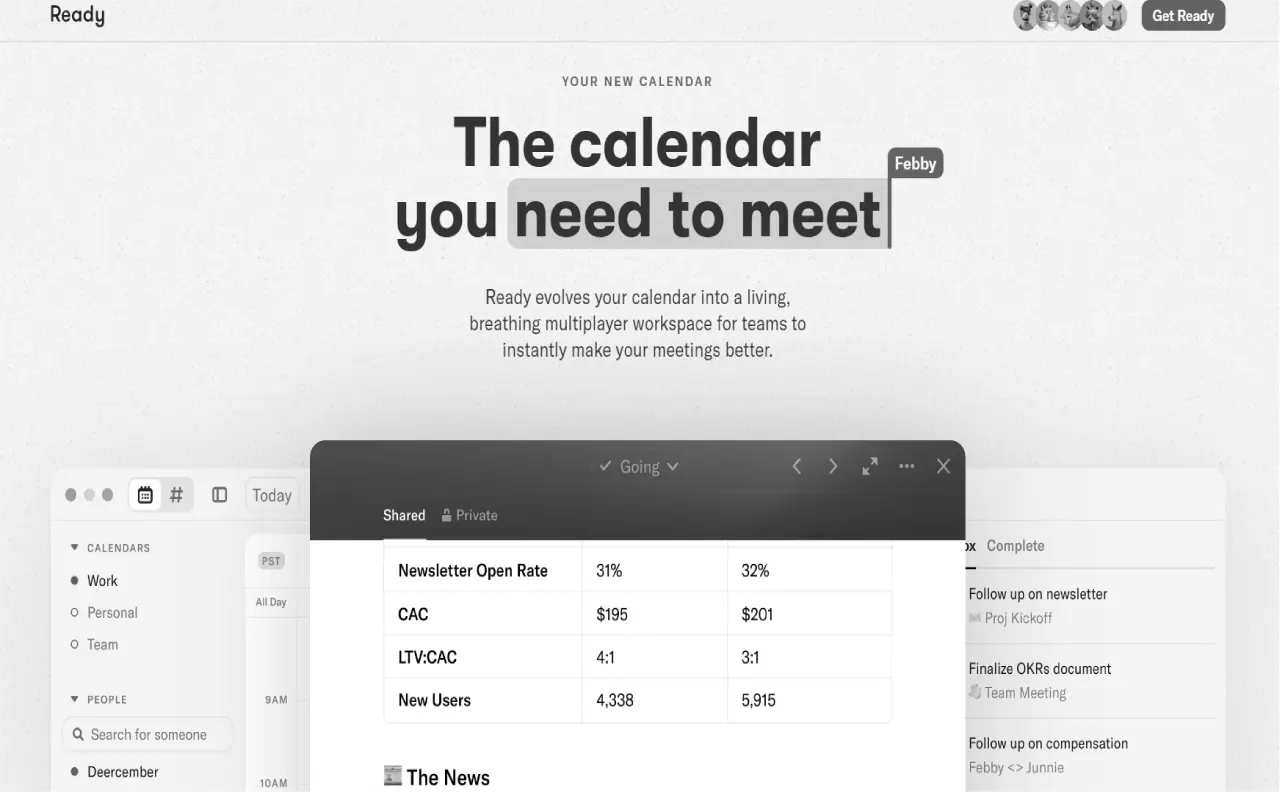 Ready
Get Ready
YOUR NEW CALENDAR
The calendar
you need to meet
Febby
Ready evolves your calendar into a living,
breathing multiplayer workspace for teams to
instantly make your meetings better.
Going
Shared Private
Newsletter Open Rate 31% 32%
CAC $195 $201
LTV:CAC 4:1 3:1
New Users 4,338 5,915
The News
# Today
CALENDARS
Work
Personal
Team
PEOPLE
Search for someone
Deercember
PST
All Day
9AM
10AM
Complete
Follow up on newsletter
Proj Kickoff
Finalize OKRs document
Team Meeting
Follow up on compensation
Febby <> Junnie